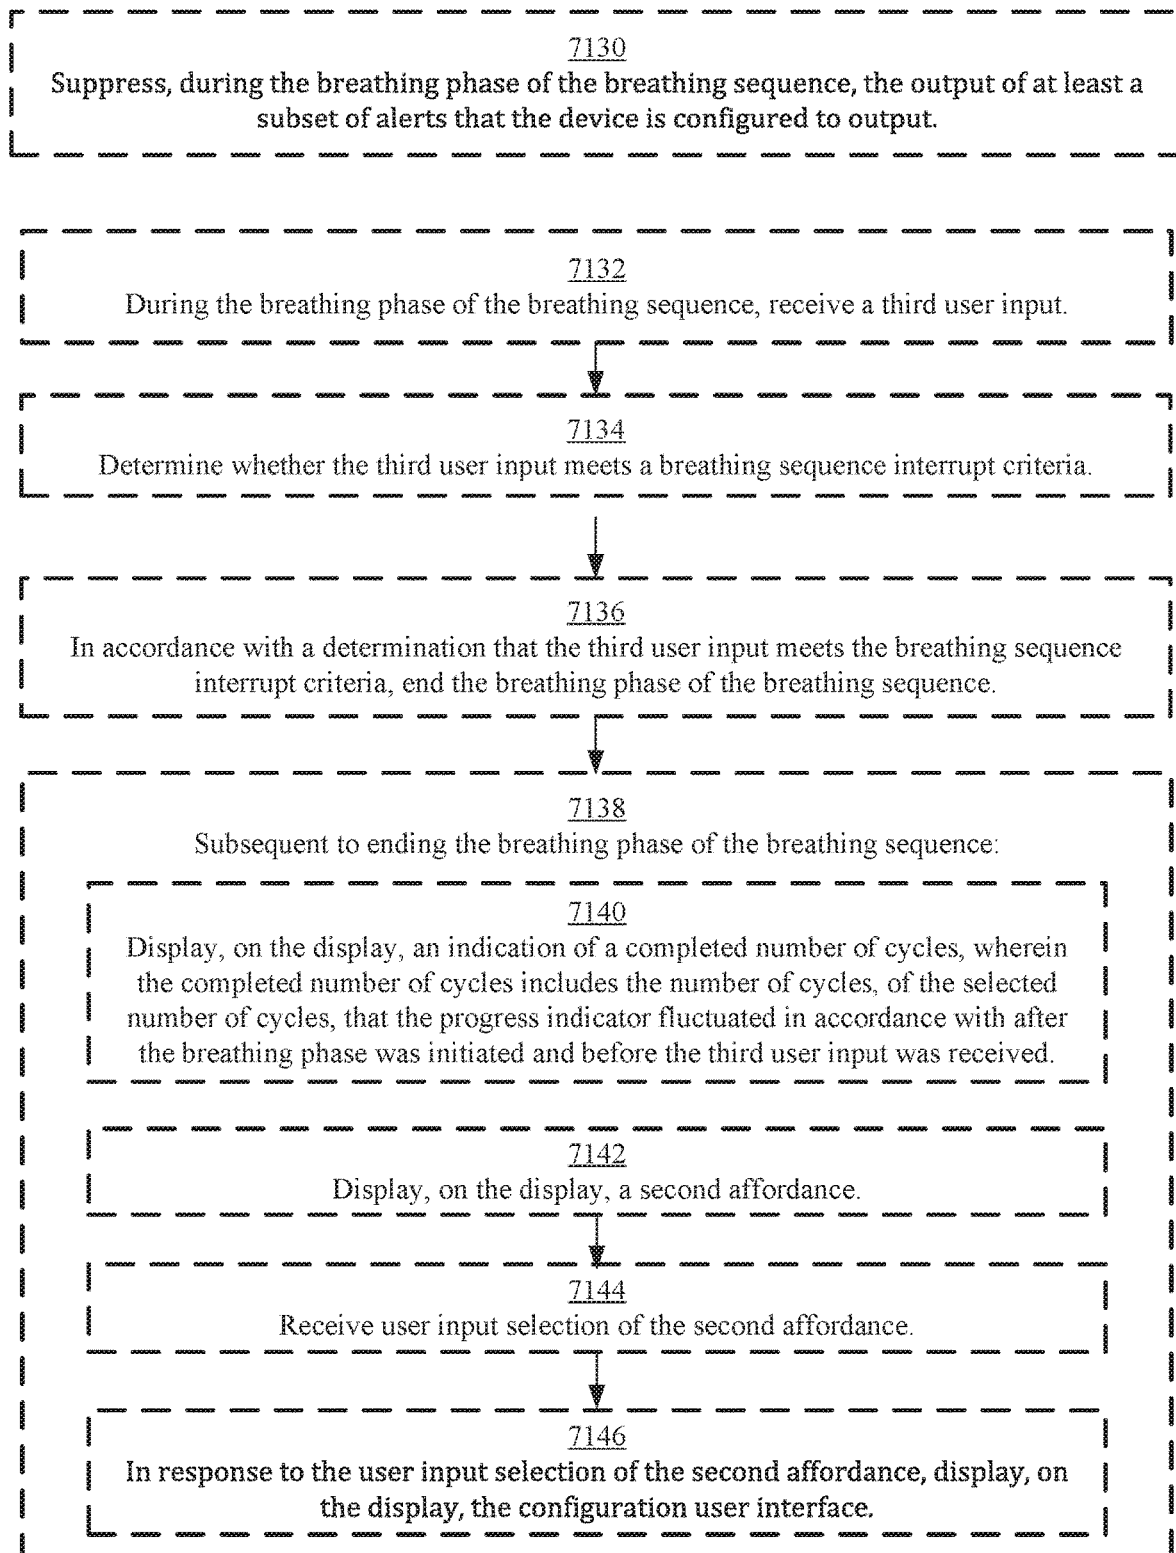 7130
Suppress, during the breathing phase of the breathing sequence, the output of at least a
subset of alerts that the device is configured to output.
7132
During the breathing phase of the breathing sequence, receive a third user input.
7134
Determine whether the third user input meets a breathing sequence interrupt criteria.
7136
In accordance with a determination that the third user input meets the breathing sequence
interrupt criteria, end the breathing phase of the breathing sequence.
7138
Subsequent to ending the breathing phase of the breathing sequence:
7140
Display, on the display, an indication of a completed number of cycles, wherein
the completed number of cycles includes the number of cycles, of the selected
number of cycles, that the progress indicator fluctuated in accordance with after
the breathing phase was initiated and before the third user input was received.
7142
Display, on the display, a second affordance.
7144
Receive user input selection of the second affordance.
7146
In response to the user input selection of the second affordance, display, on
the display, the configuration user interface.